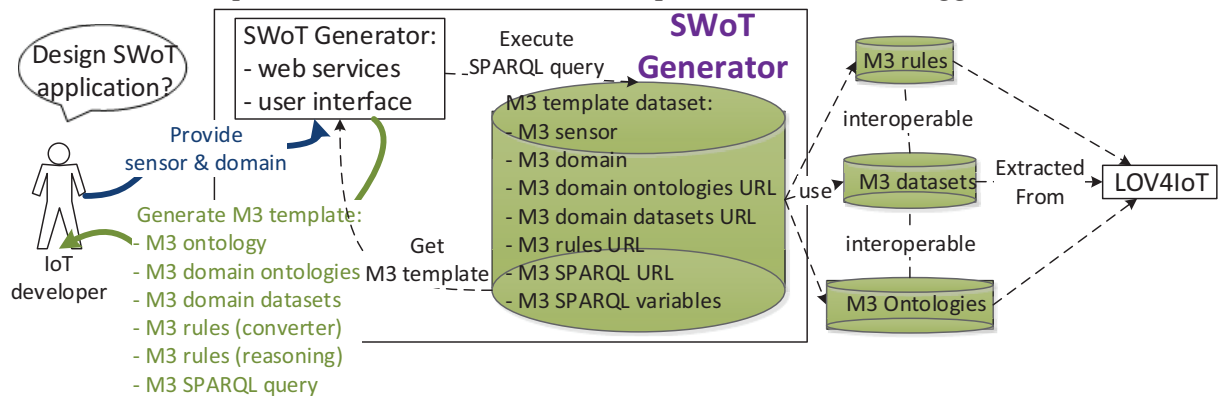 Design SWoT
application?
IoT
developer
Provide
sensor & domain
Generate M3 template:
- M3 ontology
- M3 domain ontologies
- M3 domain datasets
- M3 rules (converter)
- M3 rules (reasoning)
- M3 SPARQL query
SWoT Generator:
- web services
- user interface
Execute
SPARQL query
Get
M3 template
SWoT
Generator
M3 template dataset:
- M3 sensor
- M3 domain
- M3 domain ontologies URL
- M3 domain datasets URL
- M3 rules URL
- M3 SPARQL URL
- M3 SPARQL variables
use
M3 rules
interoperable
M3 datasets
interoperable
M3 Ontologies
Extracted
From
LOV4IoT